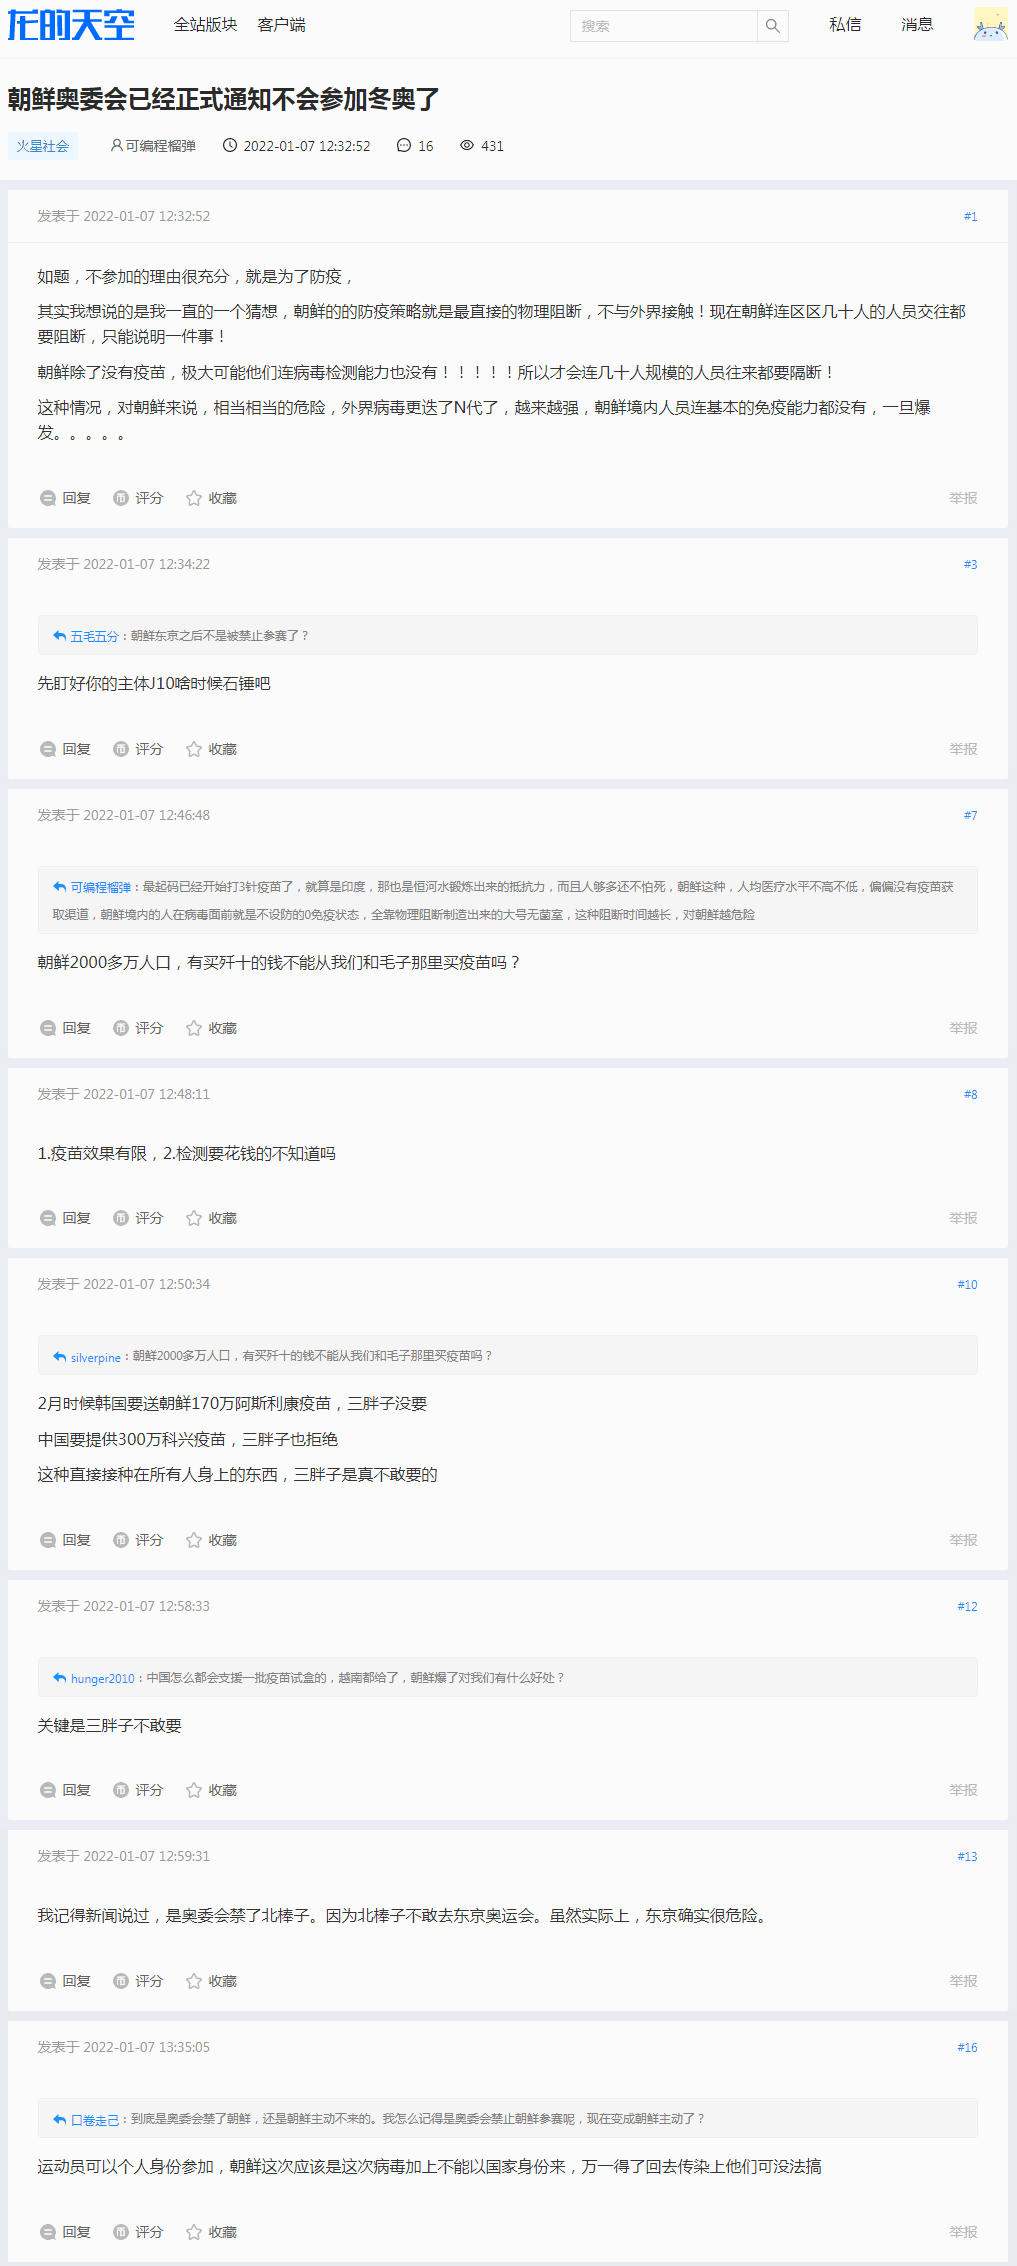 龙的天空 全站版块 客户端 搜索 私信 消息
朝鲜奥委会已经正式通知不会参加冬奥了
火星社会 可编程榴弹 2022-01-07 12:32:52 16 431
发表于 2022-01-07 12:32:52 #1
如题，不参加的理由很充分，就是为了防疫，
其实我想说的是我一直的一个猜想，朝鲜的的防疫策略就是最直接的物理阻断，不与外界接触！现在朝鲜连区区几十人的人员交往都
要阻断，只能说明一件事！
朝鲜除了没有疫苗，极大可能他们连病毒检测能力也没有！！！！！所以才会连几十人规模的人员往来都要隔断！
这种情况，对朝鲜来说，相当相当的危险，外界病毒更迭了N代了，越来越强，朝鲜境内人员连基本的免疫能力都没有，一旦爆
发。。。。。
回复 评分 收藏 举报
发表于 2022-01-07 12:34:22 #3
五毛五分：朝鲜东京之后不是被禁止参赛了？
先盯好你的主体J10啥时候石锤吧
回复 评分 收藏 举报
发表于 2022-01-07 12:46:48 #7
可编程榴弹：最起码已经开始打3针疫苗了，就算是印度，那也是恒河水锻炼出来的抵抗力，而且人够多还不怕死，朝鲜这种，人均医疗水平不高不低，偏偏没有疫苗获
取渠道，朝鲜境内的人在病毒面前就是不设防的0免疫状态，全靠物理阻断制造出来的大号无菌室，这种阻断时间越长，对朝鲜越危险
朝鲜2000多万人口，有买歼十的钱不能从我们和毛子那里买疫苗吗？
回复 评分 收藏 举报
发表于 2022-01-07 12:48:11 #8
1.疫苗效果有限，2.检测要花钱的不知道吗
回复 评分 收藏 举报
发表于 2022-01-07 12:50:34 #10
silverpine：朝鲜2000多万人口，有买歼十的钱不能从我们和毛子那里买疫苗吗？
2月时候韩国要送朝鲜170万阿斯利康疫苗，三胖子没要
中国要提供300万科兴疫苗，三胖子也拒绝
这种直接接种在所有人身上的东西，三胖子是真不敢要的
回复 评分 收藏 举报
发表于 2022-01-07 12:58:33 #12
hunger2010：中国怎么都会支援一批疫苗试盒的，越南都给了，朝鲜爆了对我们有什么好处？
关键是三胖子不敢要
回复 评分 收藏 举报
发表于 2022-01-07 12:59:31 #13
我记得新闻说过，是奥委会禁了北棒子。因为北棒子不敢去东京奥运会。虽然实际上，东京确实很危险。
回复 评分 收藏 举报
发表于 2022-01-07 13:35:05 #16
口卷走己：到底是奥委会禁了朝鲜，还是朝鲜主动不来的。我怎么记得是奥委会禁止朝鲜参赛呢，现在变成朝鲜主动了？
运动员可以个人身份参加，朝鲜这次应该是这次病毒加上不能以国家身份来，万一得了回去传染上他们可没法搞
回复 评分 收藏 举报